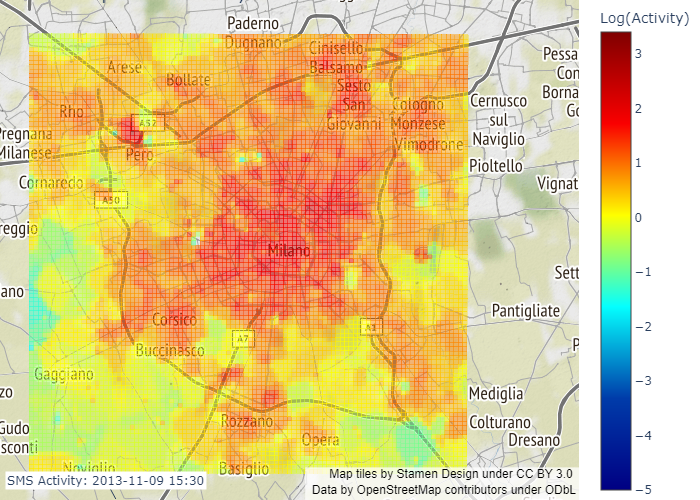 Log(Activity)
Paderno
Dugnano
Cinisello
Balsamo
Arese
Bollate
Sesto
San
Giovanni
Pessa
Con
Borna
Go
Rho
A52
Cologno
Monzese
Cernusco
sul
Naviglio
Pregnana
Milanese
Pero
Vimodrone
Pioltello
Cornaredo
Vignat
A50
reggio
Milano
Sett
ano
Pantigliate
Corsico
A7
A1
Buccinasco
P
Gaggiano
zo
Mediglia
Rozzano
Colturano
Gudo
sconti
Opera
Dresano
Noviglio
Basiglio
SMS Activity: 2013-11-09 15:30
Map tiles by Stamen Design under CC BY 3.0
Data by OpenStreetMap contributors under ODbL
3
2
1
0
−1
−2
−3
−4
−5